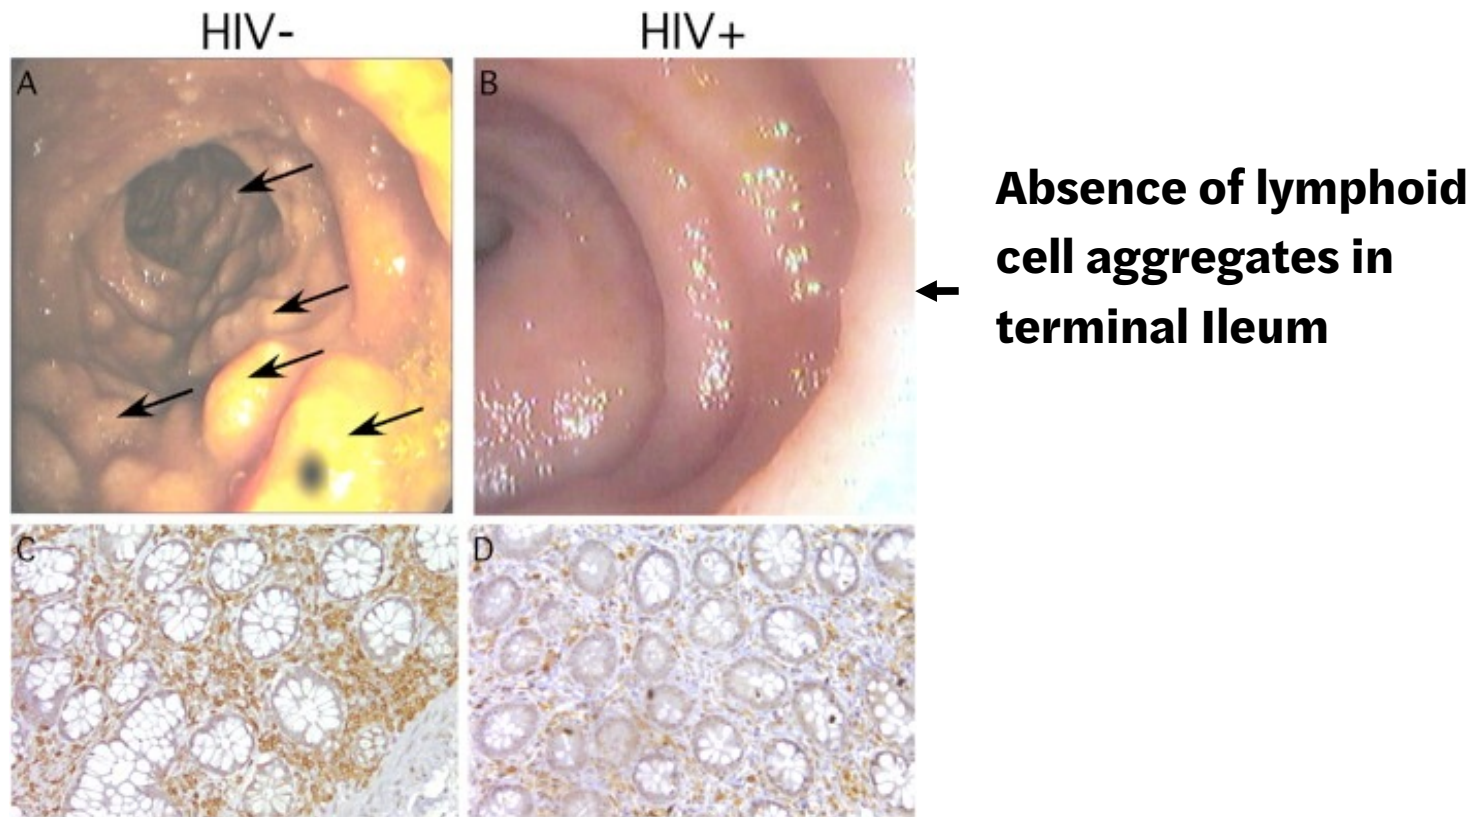 HIV-
HIV+
A
B
Absence of lymphoid
cell aggregates in
terminal Ileum
C
D